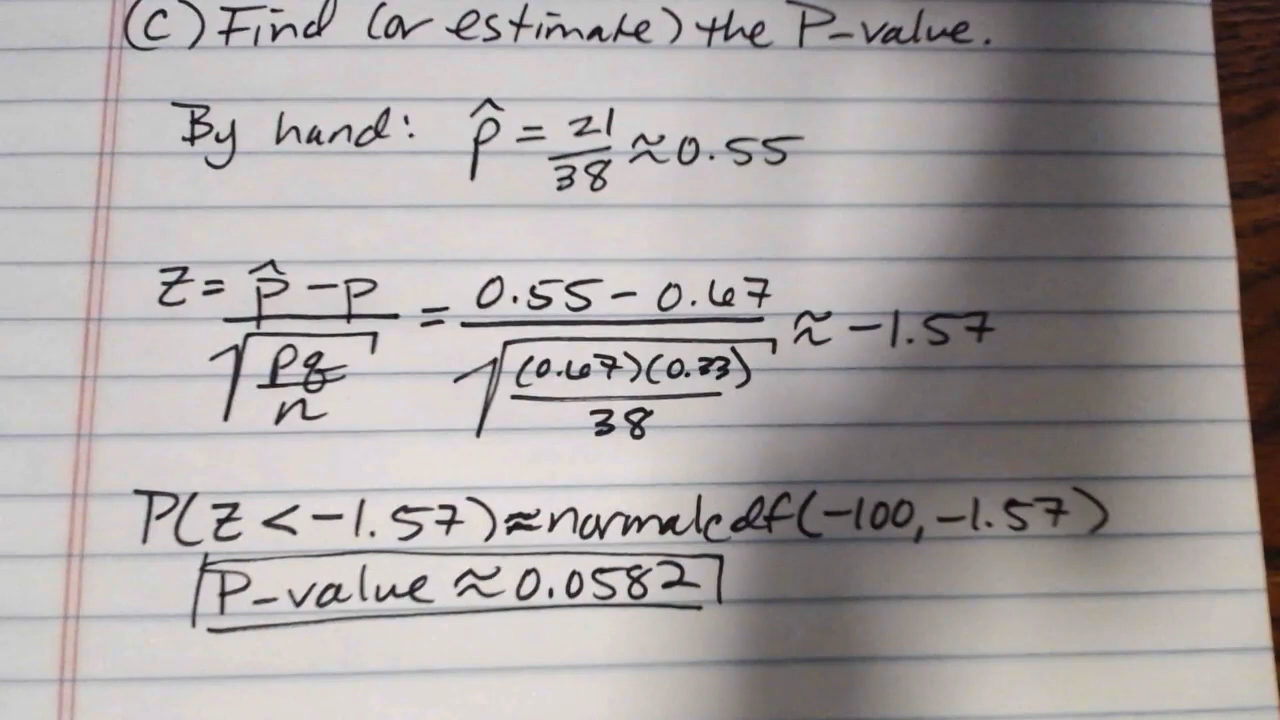 (c) Find (or estimate) the P-value.
By hand: p̂ = 21/38 ≈ 0.55
z = (p̂ - p)/√(pq/n) = (0.55 - 0.67)/√((0.67)(0.33)/38) ≈ -1.57
P(z < -1.57) ≈ normalcdf(-100, -1.57)
P-value ≈ 0.0582